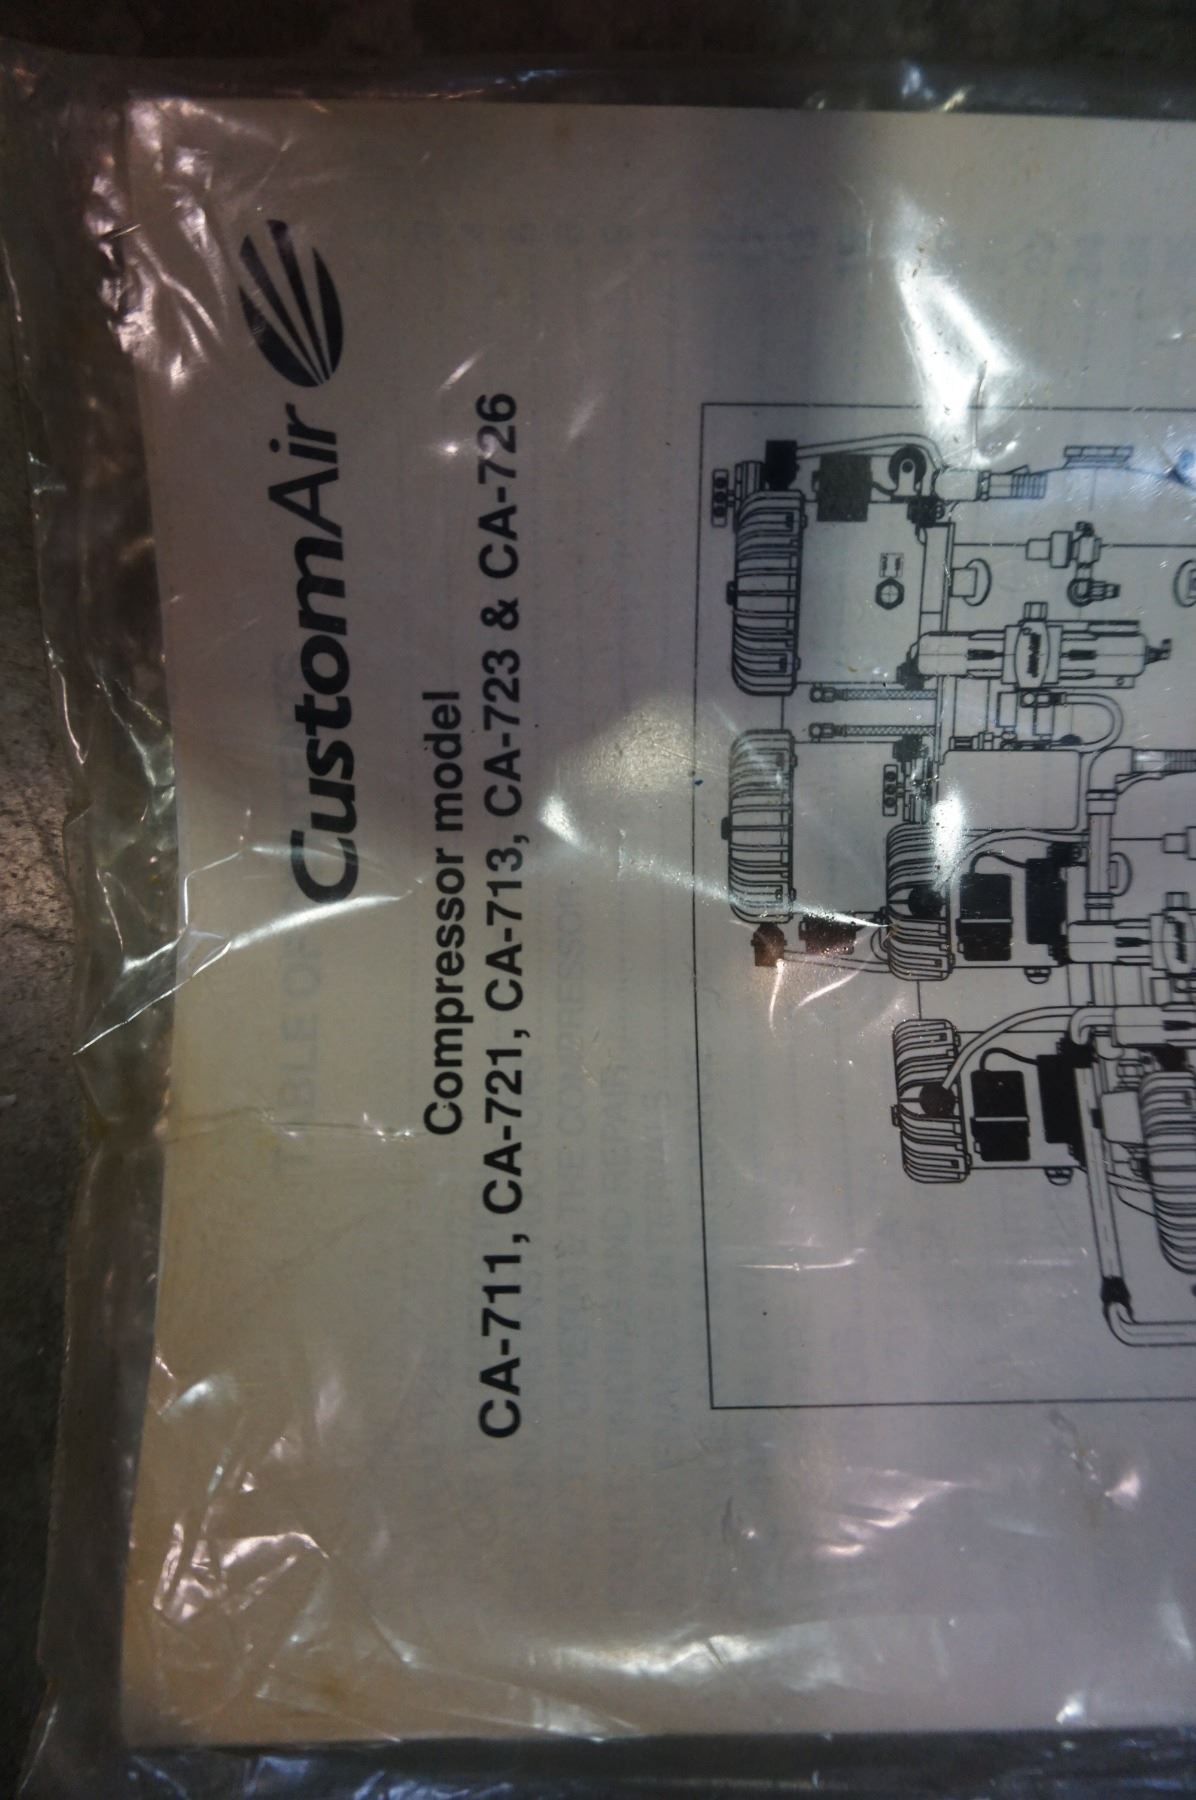 CustomAir
Compressor model
CA-711, CA-721, CA-713, CA-723 & CA-726